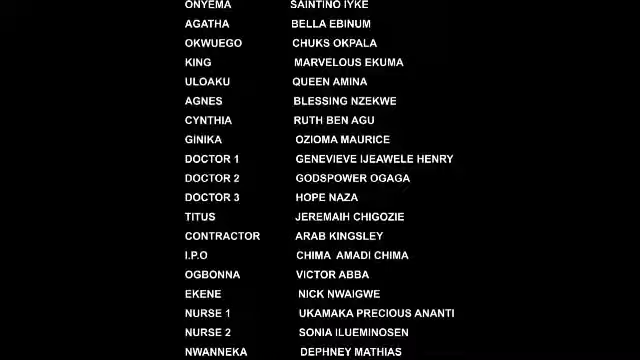 ONYEMA SAINTINO IYKE
AGATHA BELLA EBINUM
OKWUEGO CHUKS OKPALA
KING MARVELOUS EKUMA
ULOAKU QUEEN AMINA
AGNES BLESSING NZEKWE
CYNTHIA RUTH BEN AGU
GINIKA OZIOMA MAURICE
DOCTOR 1 GENEVIEVE IJEAWELE HENRY
DOCTOR 2 GODSPOWER OGAGA
DOCTOR 3 HOPE NAZA
TITUS JEREMAIH CHIGOZIE
CONTRACTOR ARAB KINGSLEY
I.P.O CHIMA AMADI CHIMA
OGBONNA VICTOR ABBA
EKENE NICK NWAIGWE
NURSE 1 UKAMAKA PRECIOUS ANANTI
NURSE 2 SONIA ILUEMINOSEN
NWANNEKA DEPHNEY MATHIAS